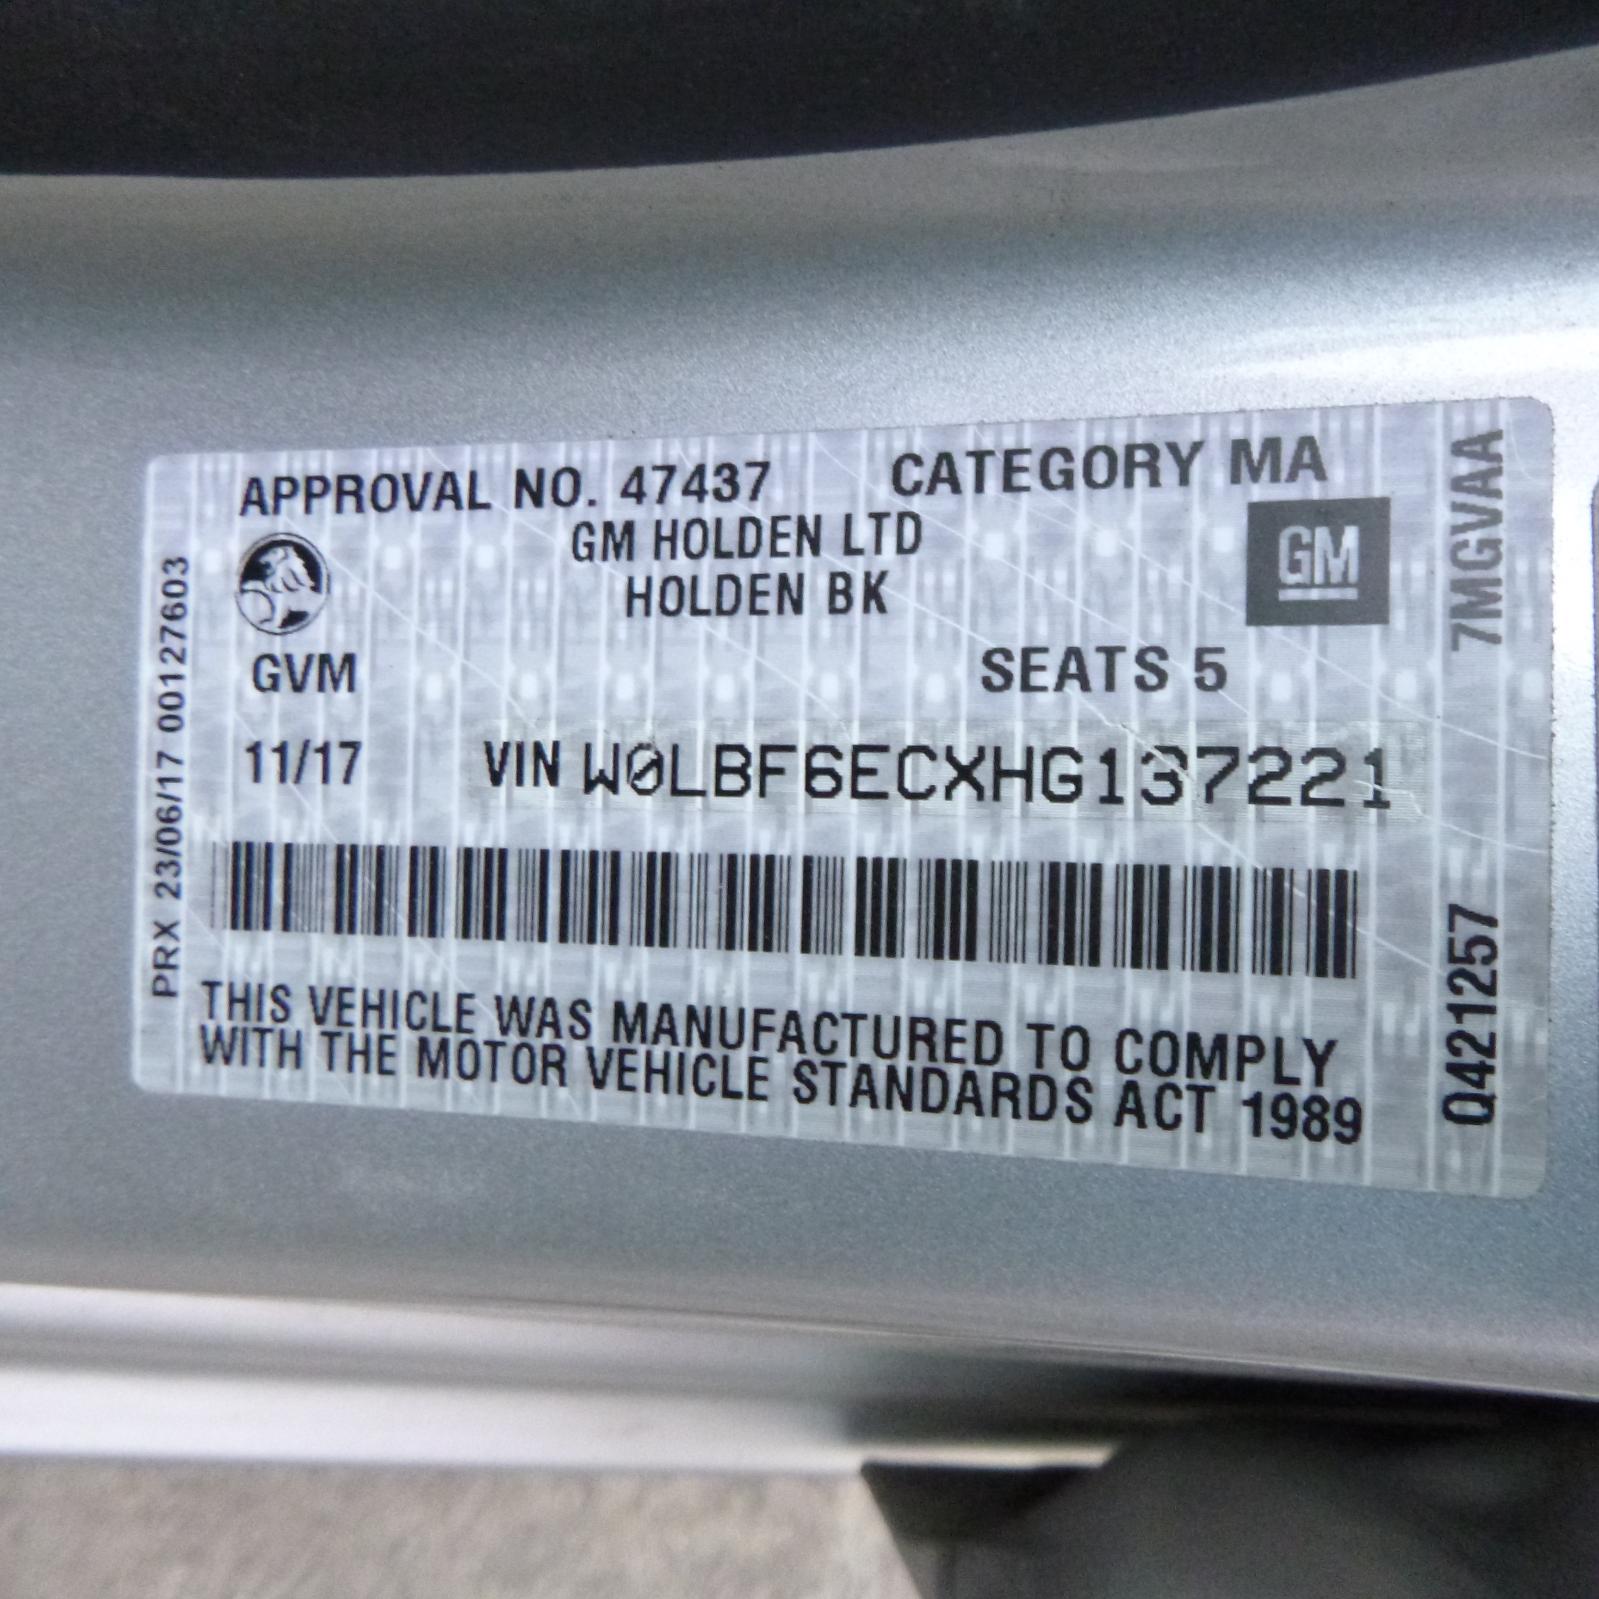 APPROVAL NO. 47437 CATEGORY MA
GM HOLDEN LTD
HOLDEN BK
GM
GVM SEATS 5
11/17 VIN W0LBF6ECXHG137221
THIS VEHICLE WAS MANUFACTURED TO COMPLY
WITH THE MOTOR VEHICLE STANDARDS ACT 1989
PRX 23/06/17 00127603
Q421257 7MGVAA